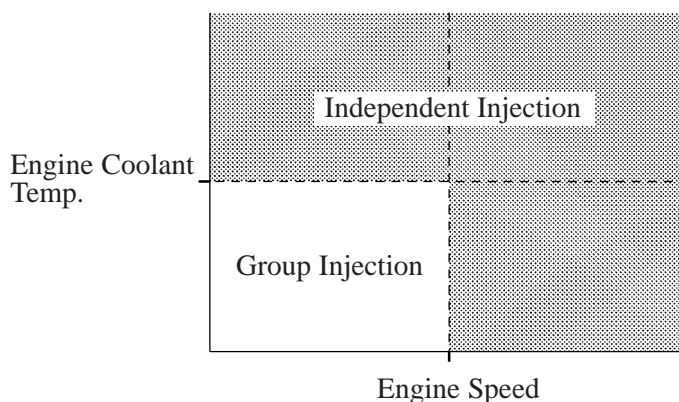 Independent Injection
Engine Coolant
Temp.
Group Injection
Engine Speed